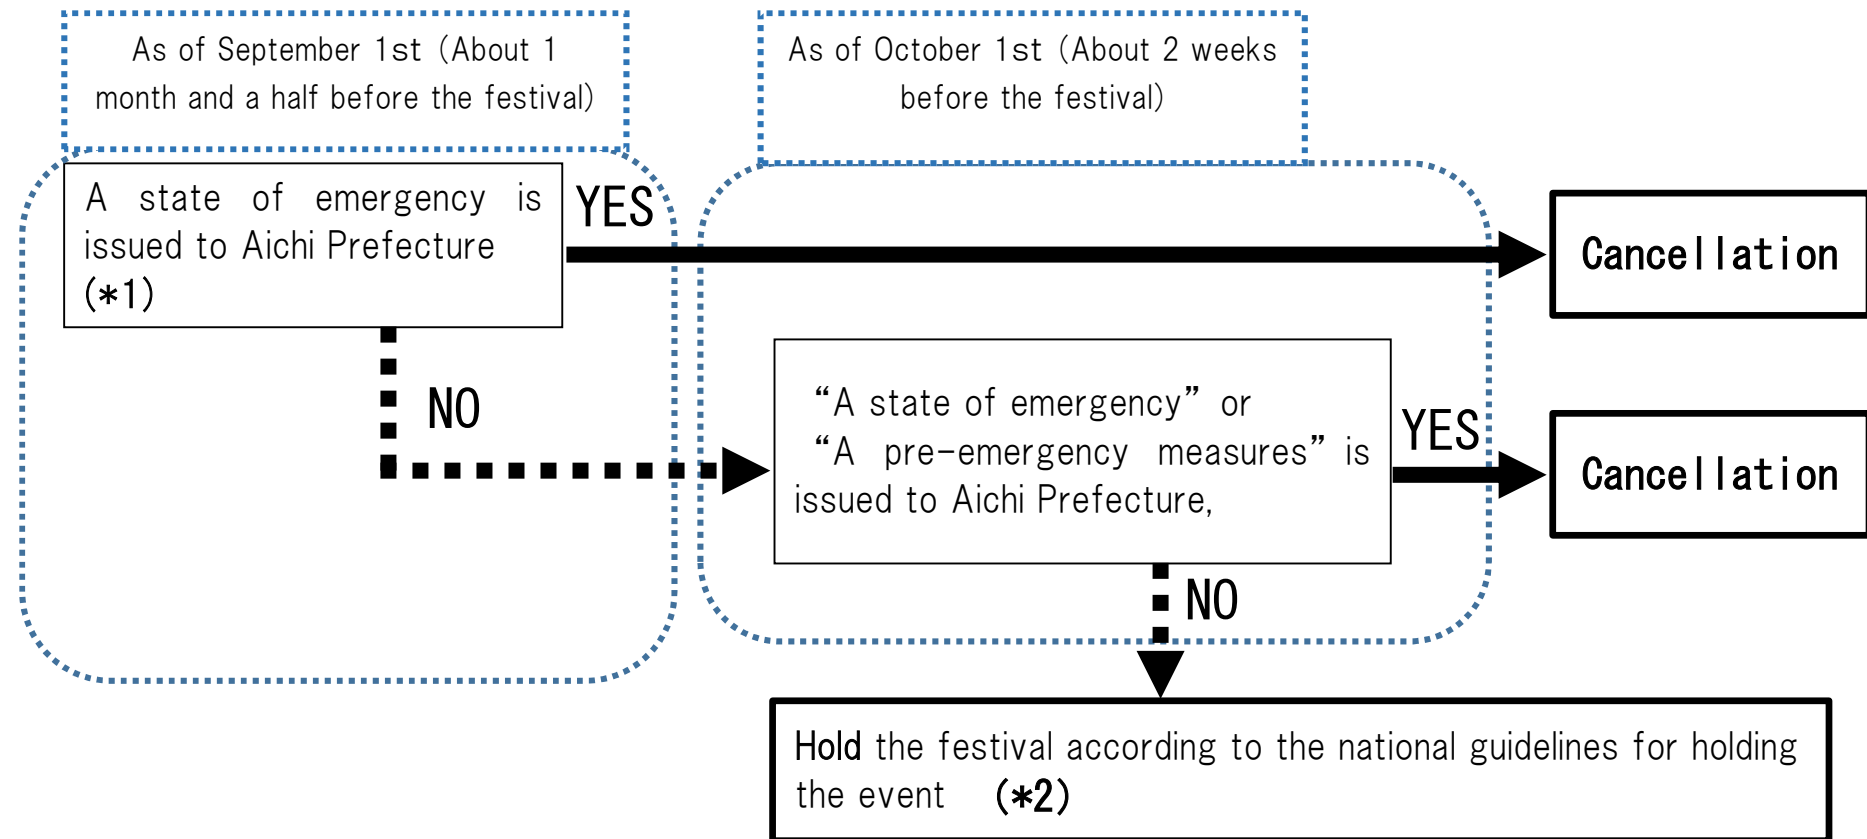 As of September 1st (About 1
month and a half before the festival)
As of October 1st (About 2 weeks
before the festival)
A state of emergency is
issued to Aichi Prefecture
(*1)
YES
Cancellation
NO
“A state of emergency” or
“A pre-emergency measures” is
issued to Aichi Prefecture,
YES
Cancellation
NO
Hold the festival according to the national guidelines for holding
the event (*2)